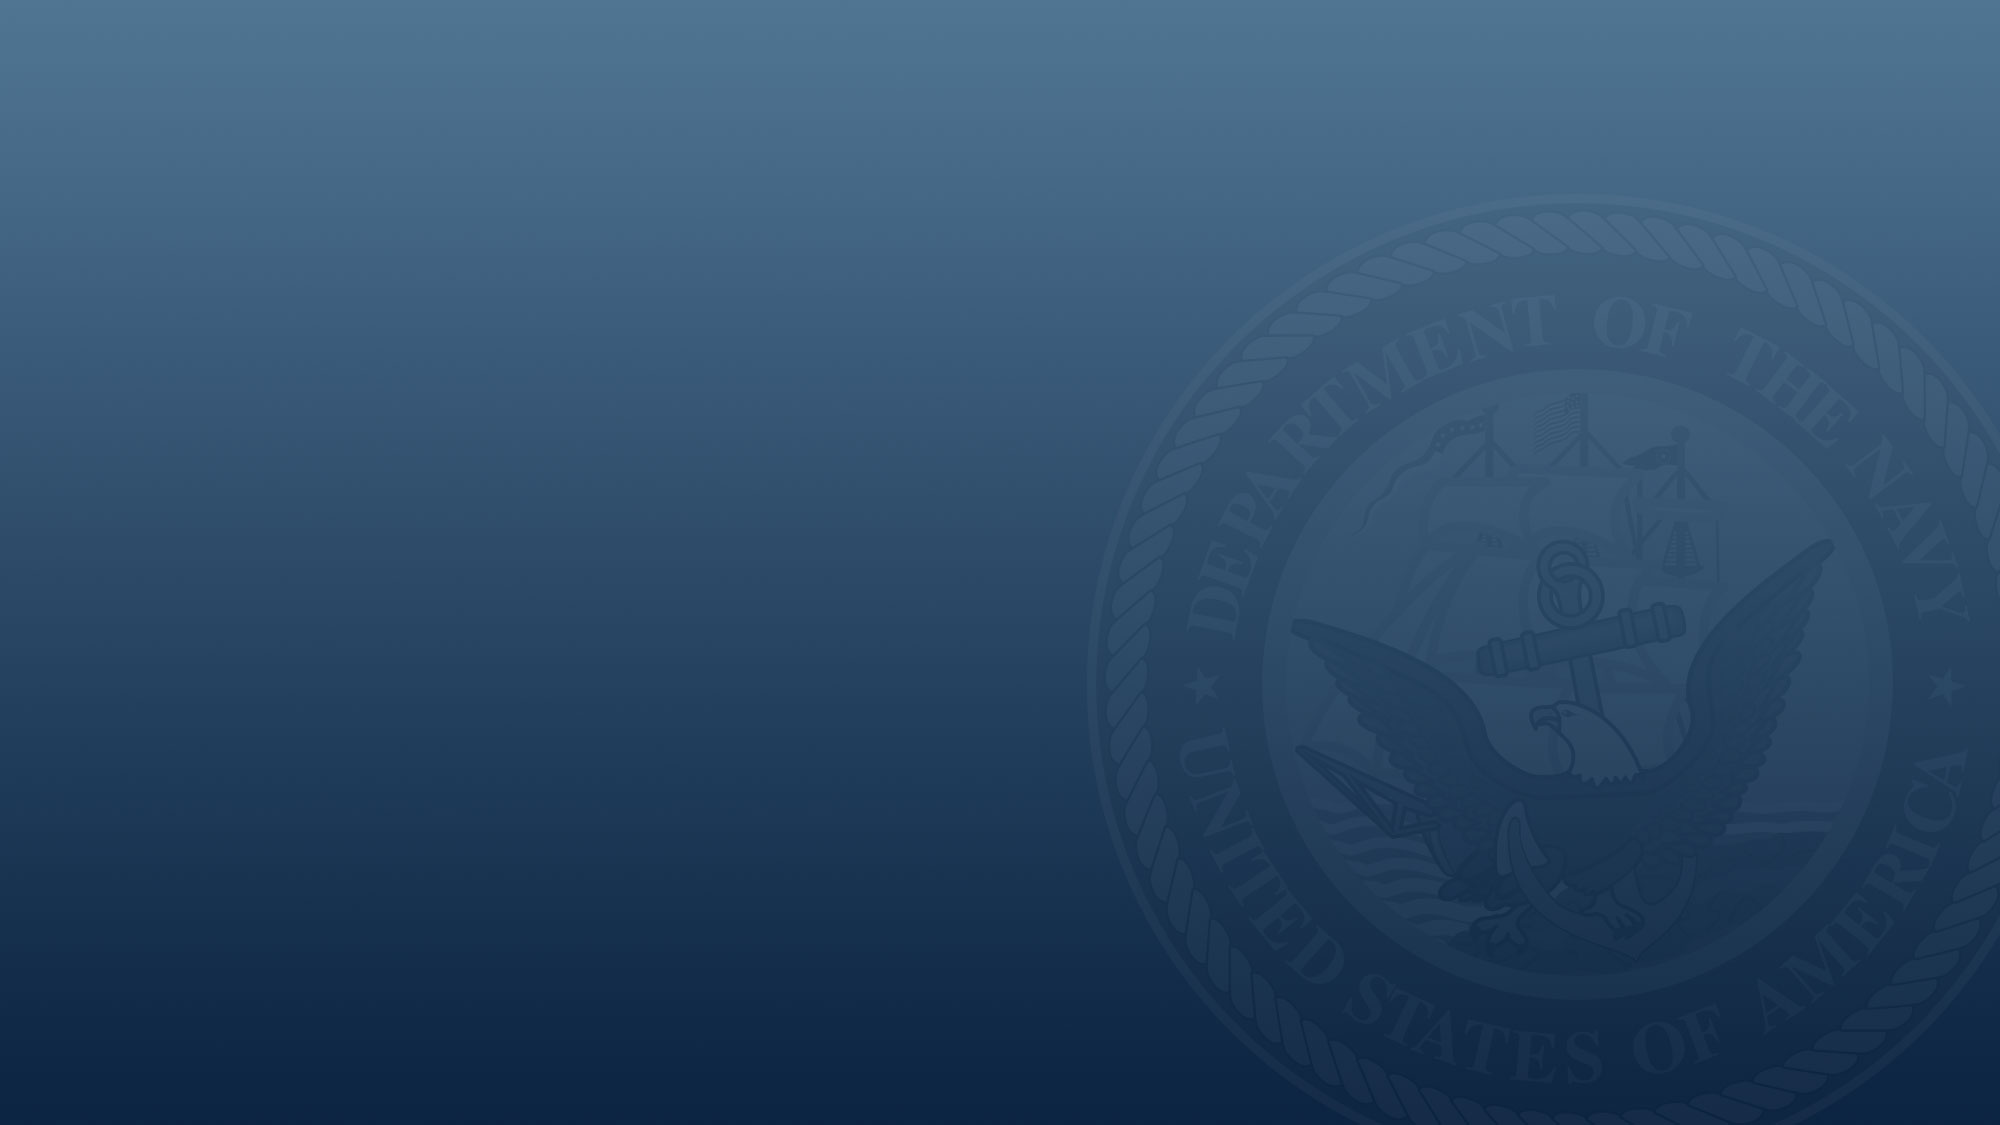 DEPARTMENT OF THE NAVY
UNITED STATES OF AMERICA